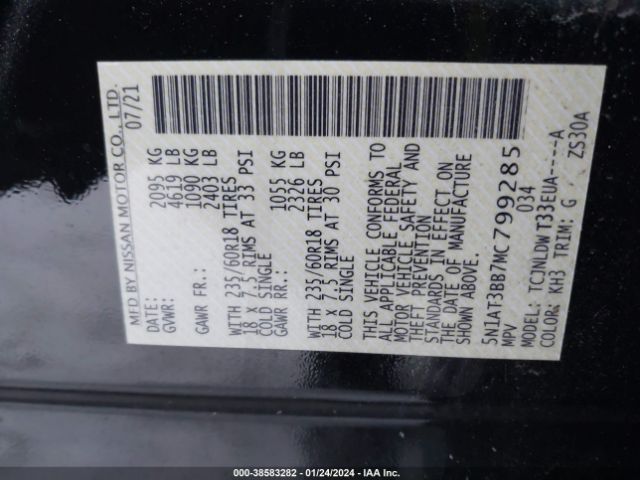 MFD BY NISSAN MOTOR CO., LTD.
DATE: 07/21
GVWR: 2095 KG
4619 LB
GAWR FR.: 1090 KG
2403 LB
WITH 235/60R18 TIRES
18 x 7.5 RIMS AT 33 PSI
COLD SINGLE
GAWR RR.: 1055 KG
2326 LB
WITH 235/60R18 TIRES
18 x 7.5 RIMS AT 30 PSI
COLD SINGLE
THIS VEHICLE CONFORMS TO
ALL APPLICABLE FEDERAL
MOTOR VEHICLE SAFETY AND
THEFT PREVENTION
STANDARDS IN EFFECT ON
THE DATE OF MANUFACTURE
SHOWN ABOVE.
5N1AT3BB7MC799285
MPV 034
MODEL: TCJNLDWT33EUA----A
COLOR: KH3 TRIM: G ZS30A
000-38583282 - 01/24/2024 - IAA Inc.